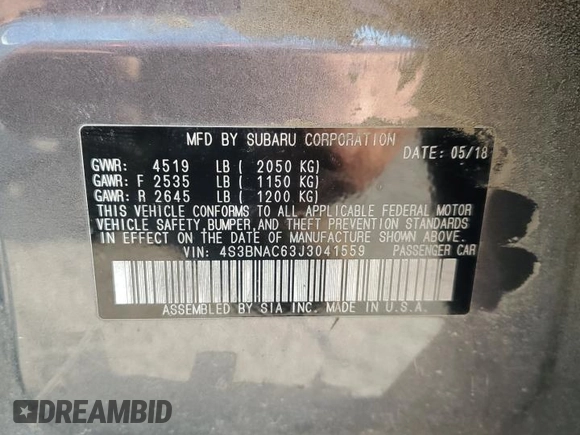 MFD BY SUBARU CORPORATION
DATE: 05/18
GVWR: 4519 LB ( 2050 KG)
GAWR: F 2535 LB ( 1150 KG)
GAWR: R 2645 LB ( 1200 KG)
THIS VEHICLE CONFORMS TO ALL APPLICABLE FEDERAL MOTOR
VEHICLE SAFETY, BUMPER, AND THEFT PREVENTION STANDARDS
IN EFFECT ON THE DATE OF MANUFACTURE SHOWN ABOVE.
VIN: 4S3BNAC63J3041559 PASSENGER CAR
ASSEMBLED BY SIA INC. MADE IN U.S.A.
DREAMBID